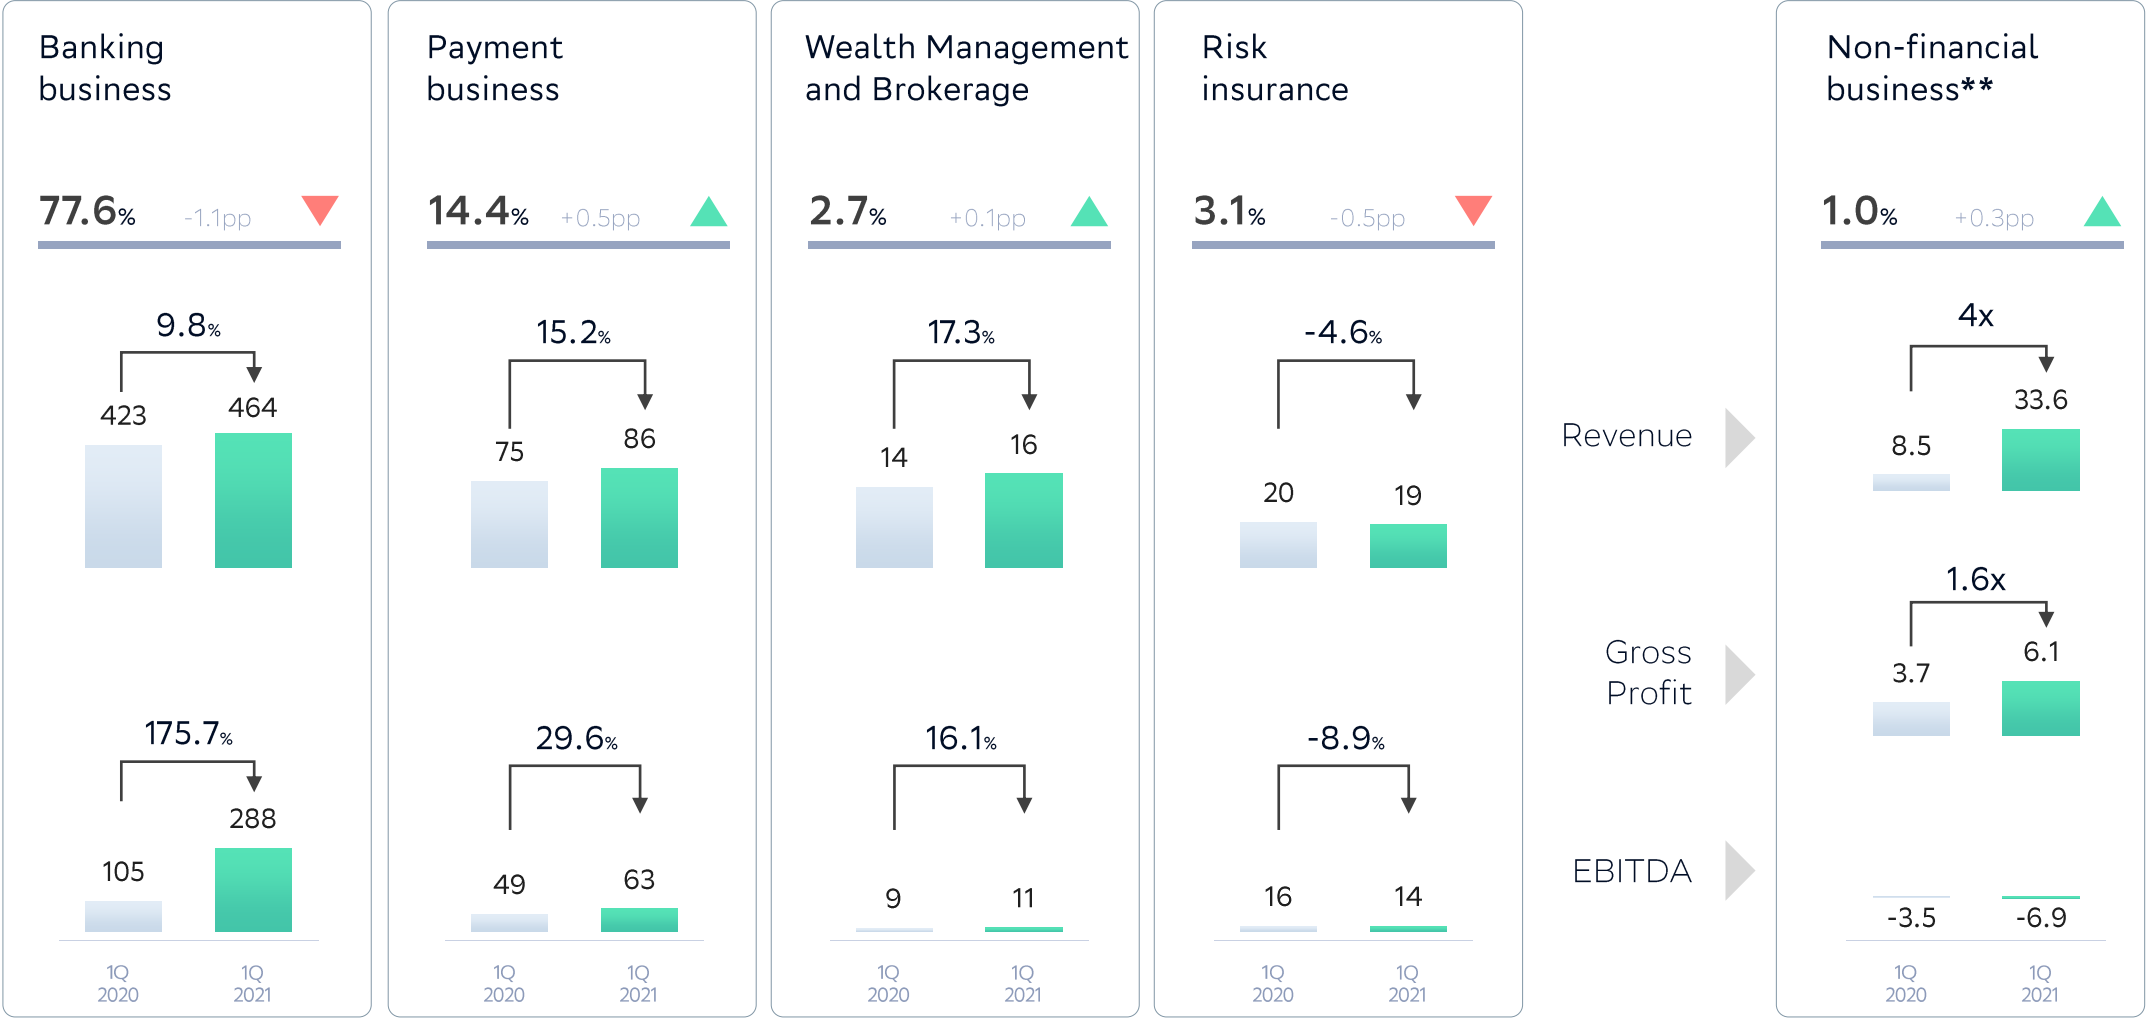 Banking
business
77.6% -1.1pp
9.8%
423 464
175.7%
105 288
1Q 1Q
2020 2021
Payment
business
14.4% +0.5pp
15.2%
75 86
29.6%
49 63
1Q 1Q
2020 2021
Wealth Management
and Brokerage
2.7% +0.1pp
17.3%
14 16
16.1%
9 11
1Q 1Q
2020 2021
Risk
insurance
3.1% -0.5pp
-4.6%
20 19
-8.9%
16 14
1Q 1Q
2020 2021
Revenue
Gross
Profit
EBITDA
Non-financial
business**
1.0% +0.3pp
4x
8.5 33.6
1.6x
3.7 6.1
-3.5 -6.9
1Q 1Q
2020 2021